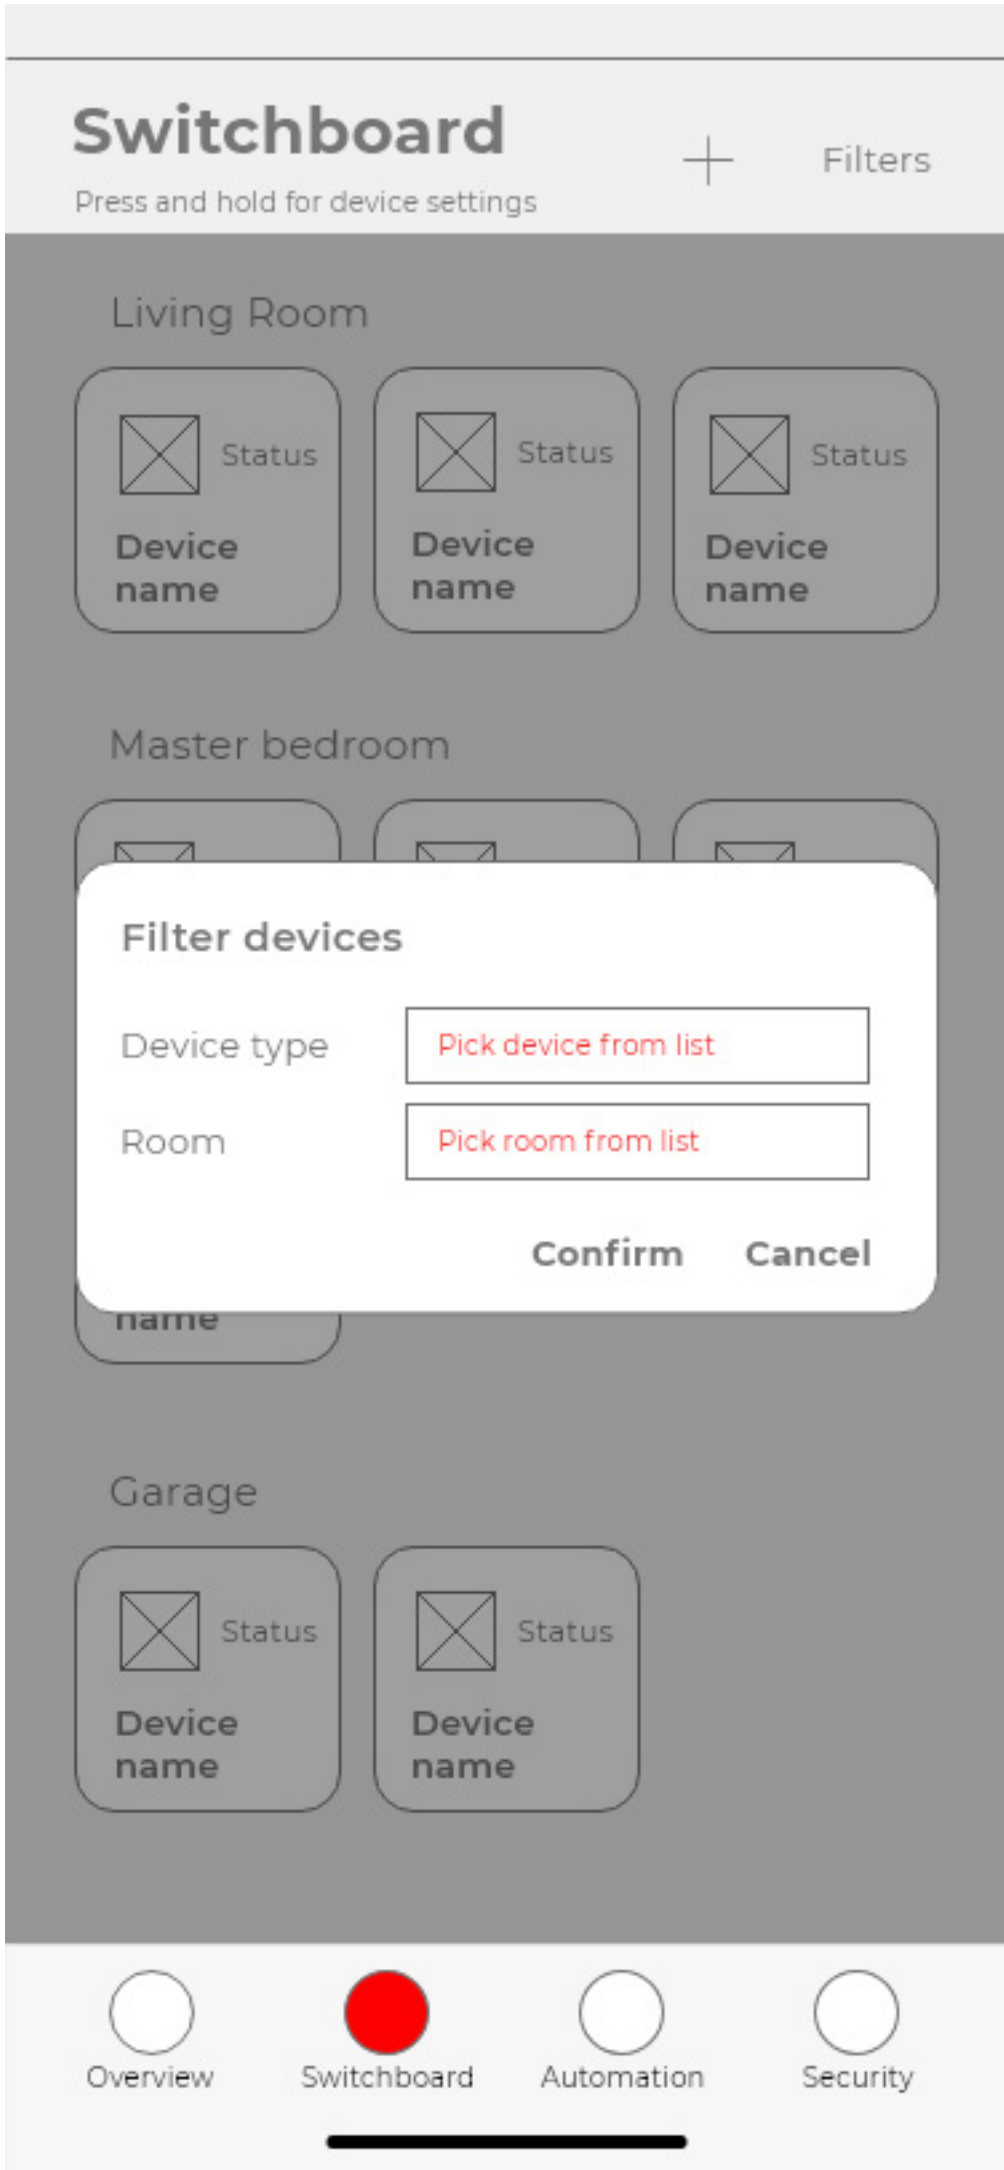 Switchboard
Press and hold for device settings
Filters
Living Room
Status
Status
Status
Device
name
Device
name
Device
name
Master bedroom
Filter devices
Device type
Pick device from list
Room
Pick room from list
Confirm
Cancel
name
Garage
Status
Status
Device
name
Device
name
Overview
Switchboard
Automation
Security